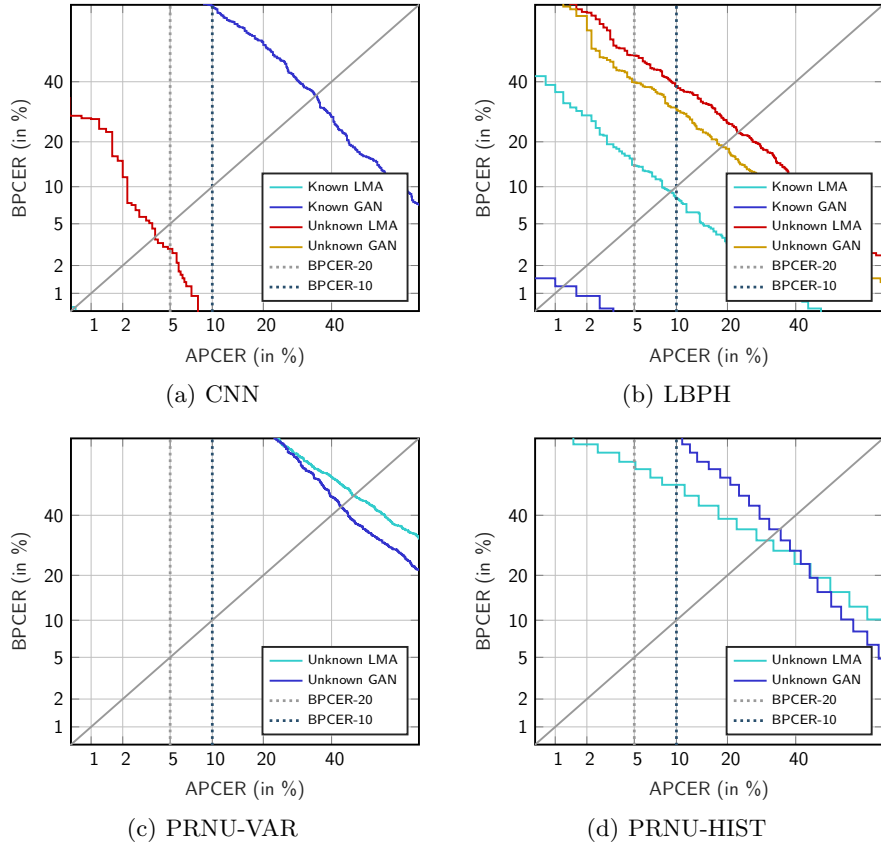 40
20
10
5
2
1
BPCER (in %)
Known LMA
Known GAN
Unknown LMA
Unknown GAN
BPCER-20
BPCER-10
1 2 5 10 20 40
APCER (in %)
(a) CNN
40
20
10
5
2
1
BPCER (in %)
Known LMA
Known GAN
Unknown LMA
Unknown GAN
BPCER-20
BPCER-10
1 2 5 10 20 40
APCER (in %)
(b) LBPH
40
20
10
5
2
1
BPCER (in %)
Unknown LMA
Unknown GAN
BPCER-20
BPCER-10
1 2 5 10 20 40
APCER (in %)
(c) PRNU-VAR
40
20
10
5
2
1
BPCER (in %)
Unknown LMA
Unknown GAN
BPCER-20
BPCER-10
1 2 5 10 20 40
APCER (in %)
(d) PRNU-HIST